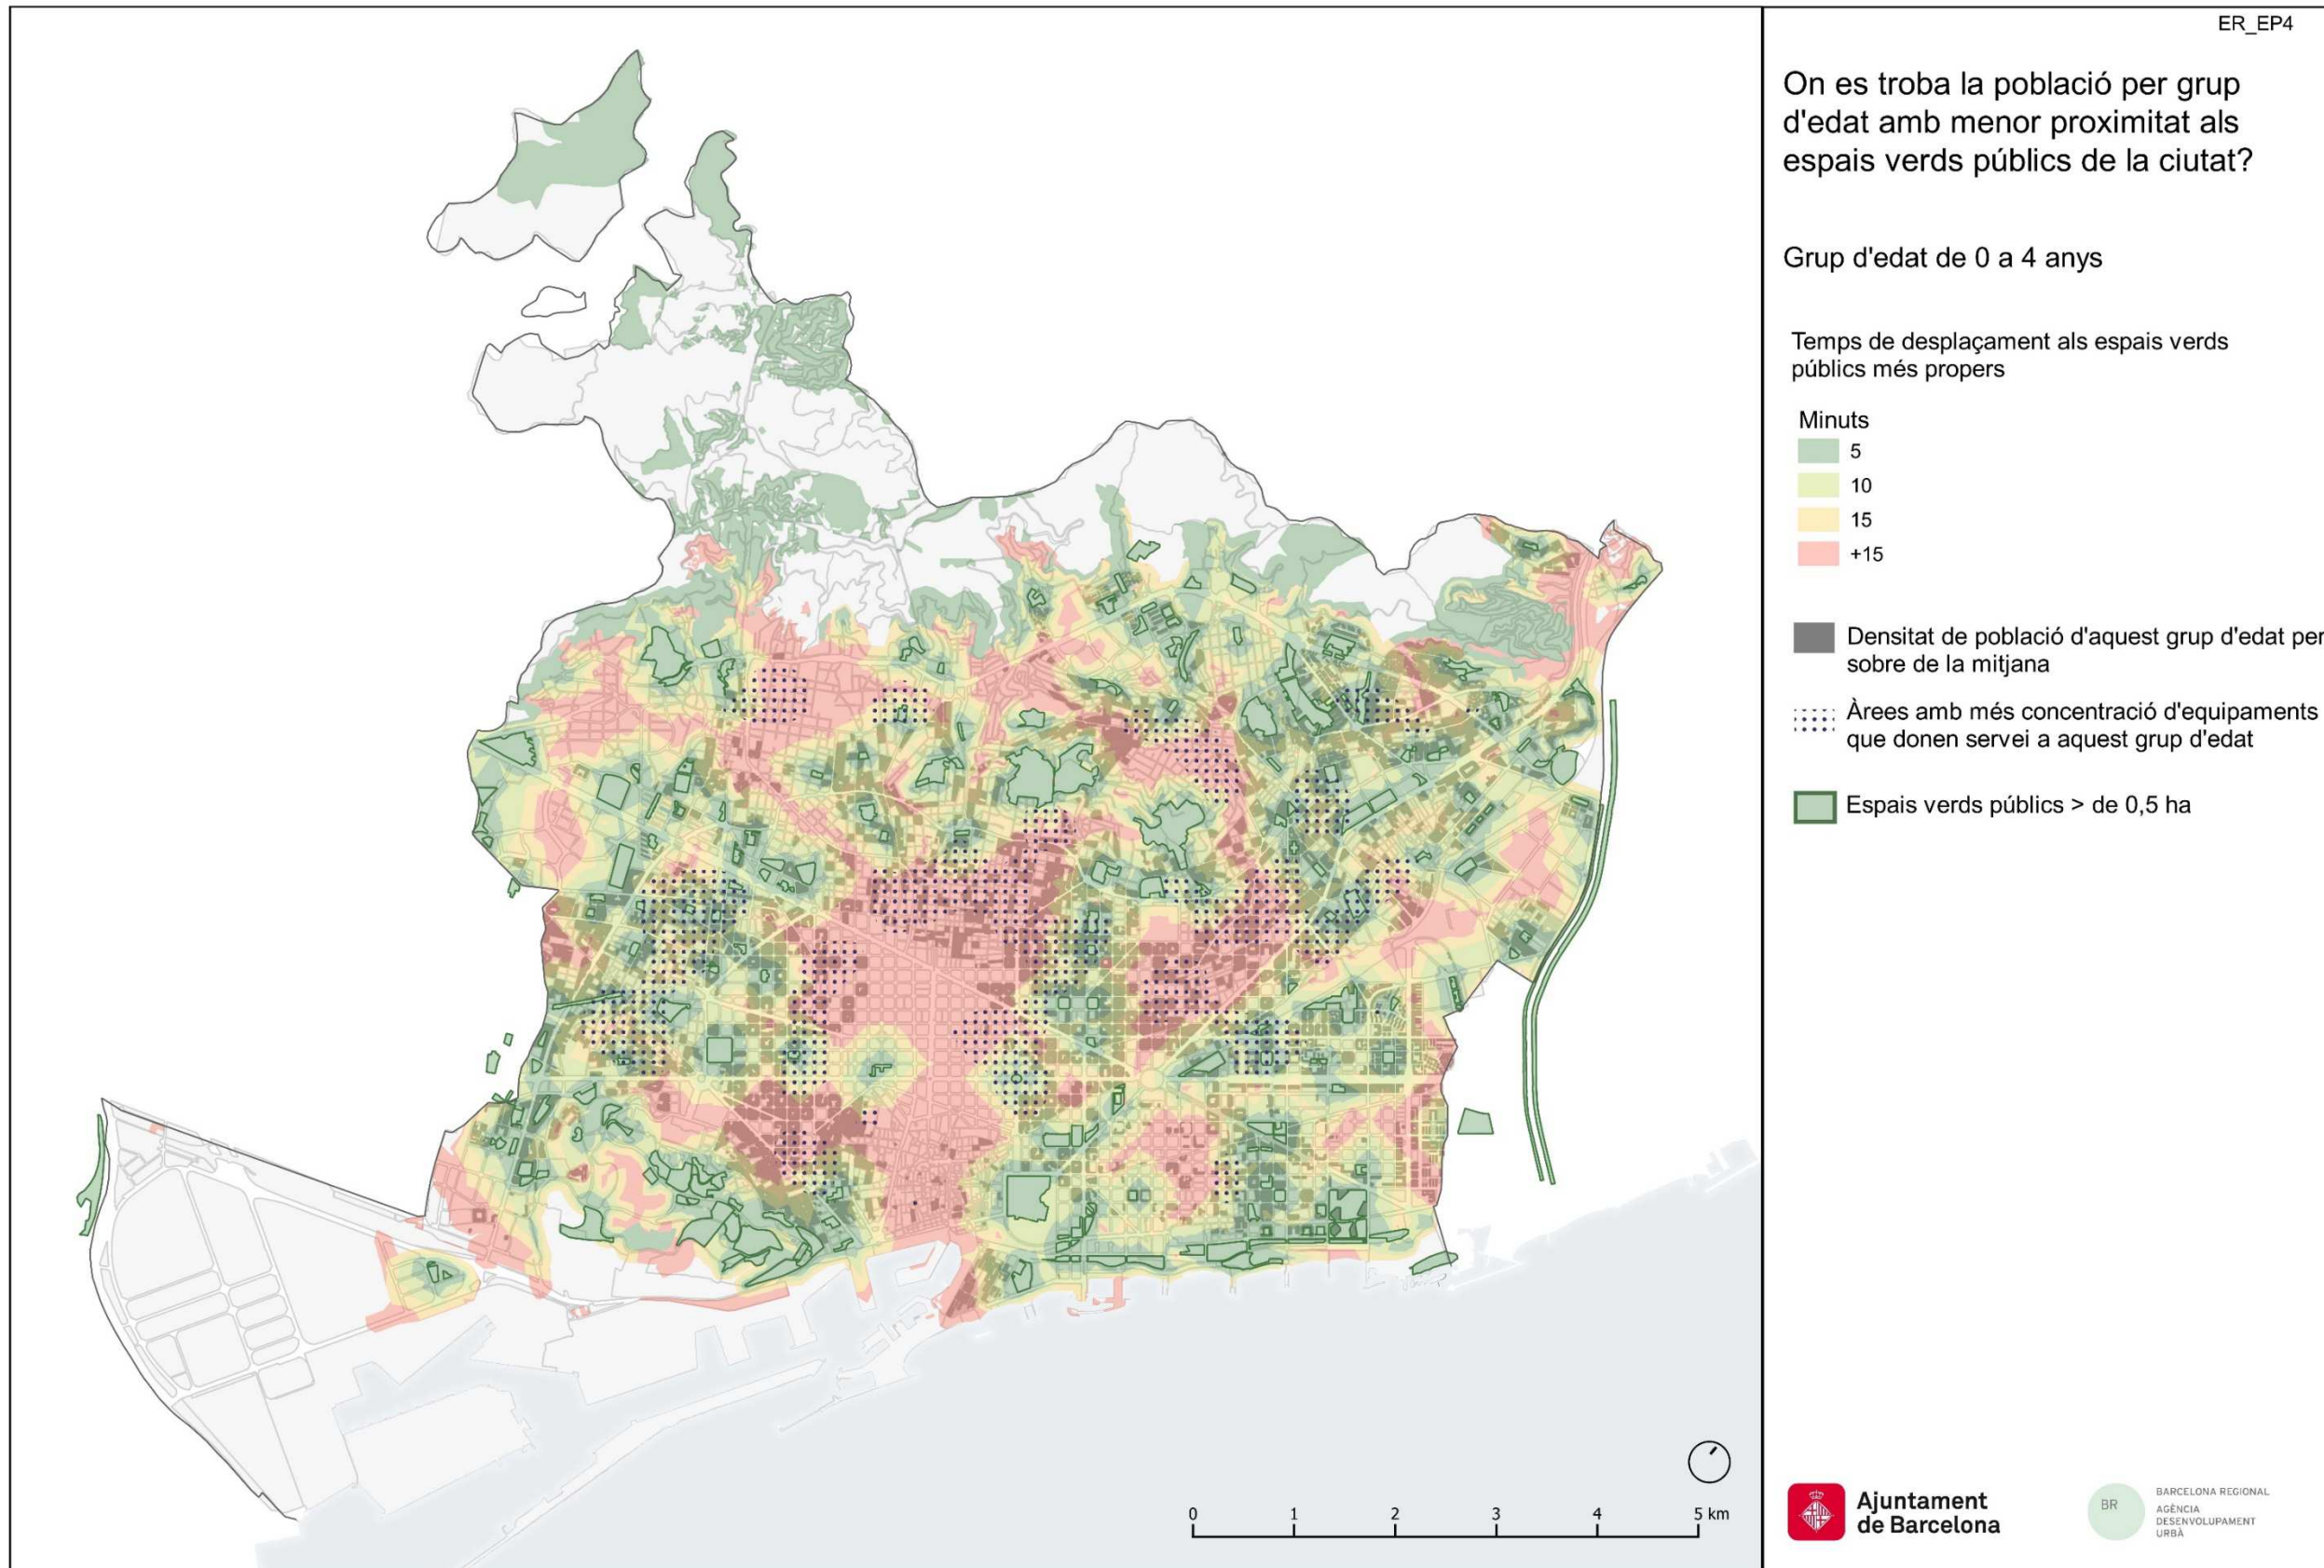 ER_EP4
On es troba la població per grup
d'edat amb menor proximitat als
espais verds públics de la ciutat?
Grup d'edat de 0 a 4 anys
Temps de desplaçament als espais verds
públics més propers
Minuts
5
10
15
+15
Densitat de població d'aquest grup d'edat per
sobre de la mitjana
Àrees amb més concentració d'equipaments
que donen servei a aquest grup d'edat
Espais verds públics > de 0,5 ha
0 1 2 3 4 5 km
Ajuntament
de Barcelona
BR
BARCELONA REGIONAL
AGÈNCIA
DESENVOLUPAMENT
URBÀ